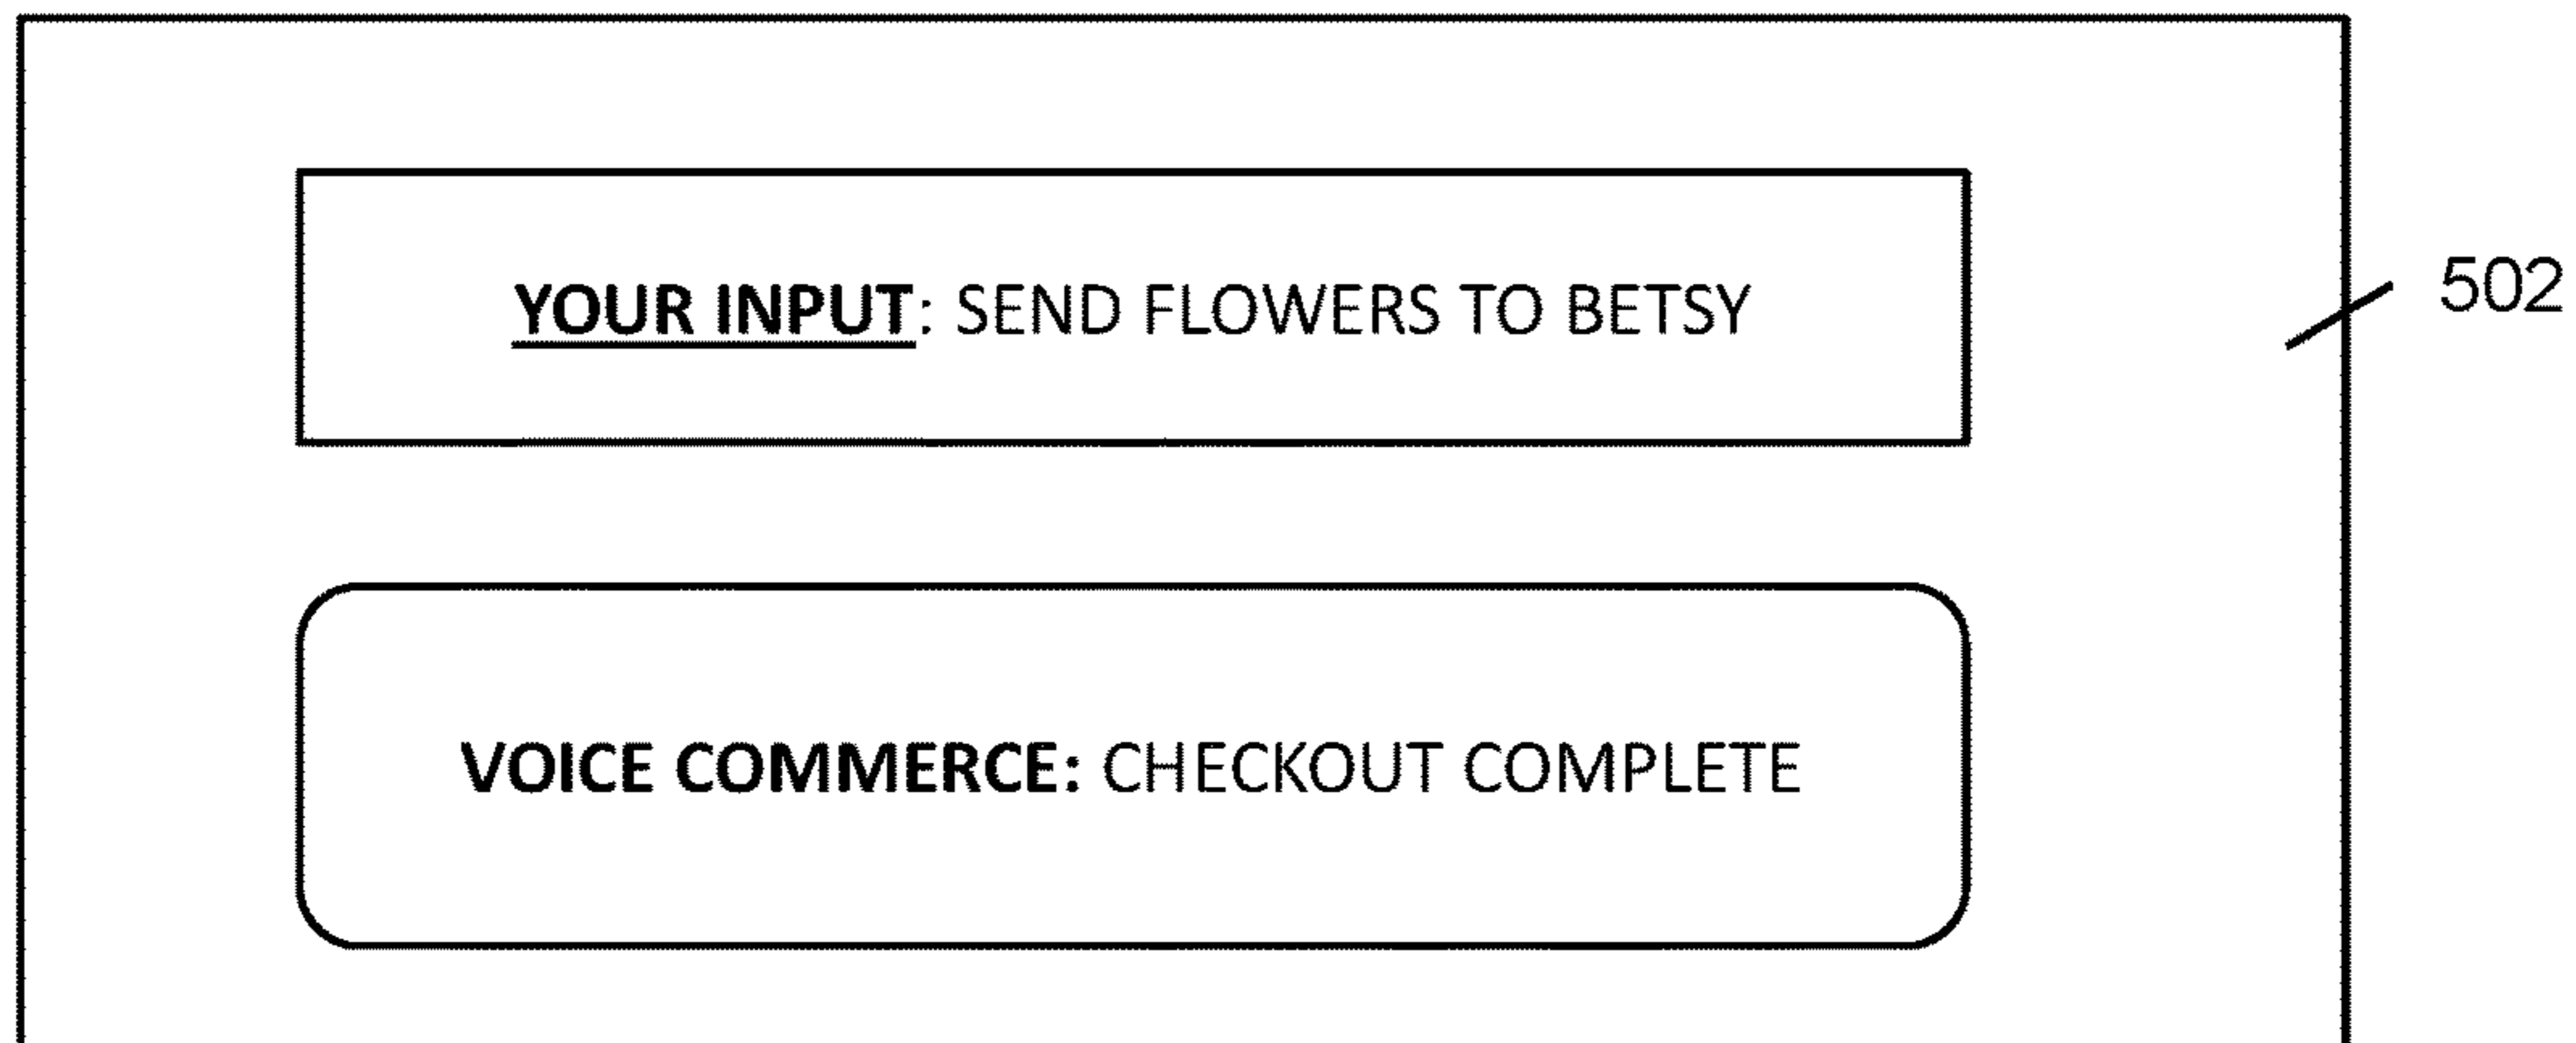 YOUR INPUT: SEND FLOWERS TO BETSY
502
VOICE COMMERCE: CHECKOUT COMPLETE